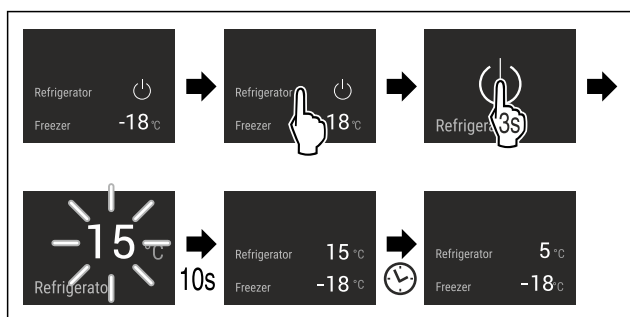 Refrigerator
Freezer -18 °C
Refrigerator
Freezer 18 °C
3s
Refrigera
15 °C
Refrigerato
10s
Refrigerator 15 °C
Freezer -18 °C
Refrigerator 5 °C
Freezer -18 °C